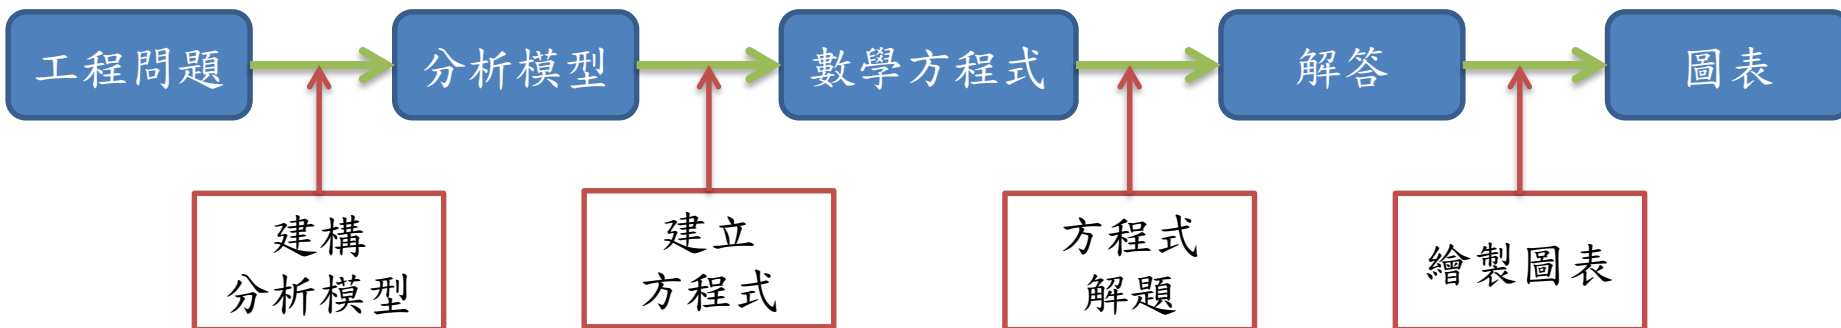 工程問題
分析模型
數學方程式
解答
圖表
建構
分析模型
建立
方程式
方程式
解題
繪製圖表